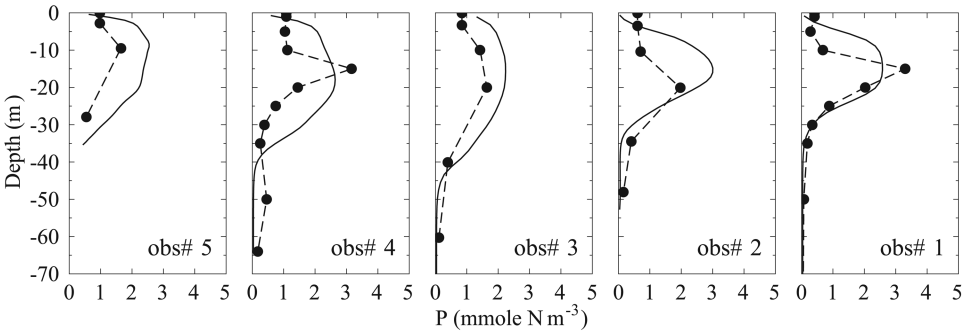 0
-10
-20
-30
-40
-50
-60
-70
Depth (m)
obs# 5 obs# 4 obs# 3 obs# 2 obs# 1
0 1 2 3 4 5 0 1 2 3 4 5 0 1 2 3 4 5 0 1 2 3 4 5 0 1 2 3 4 5
P (mmole N m⁻³)